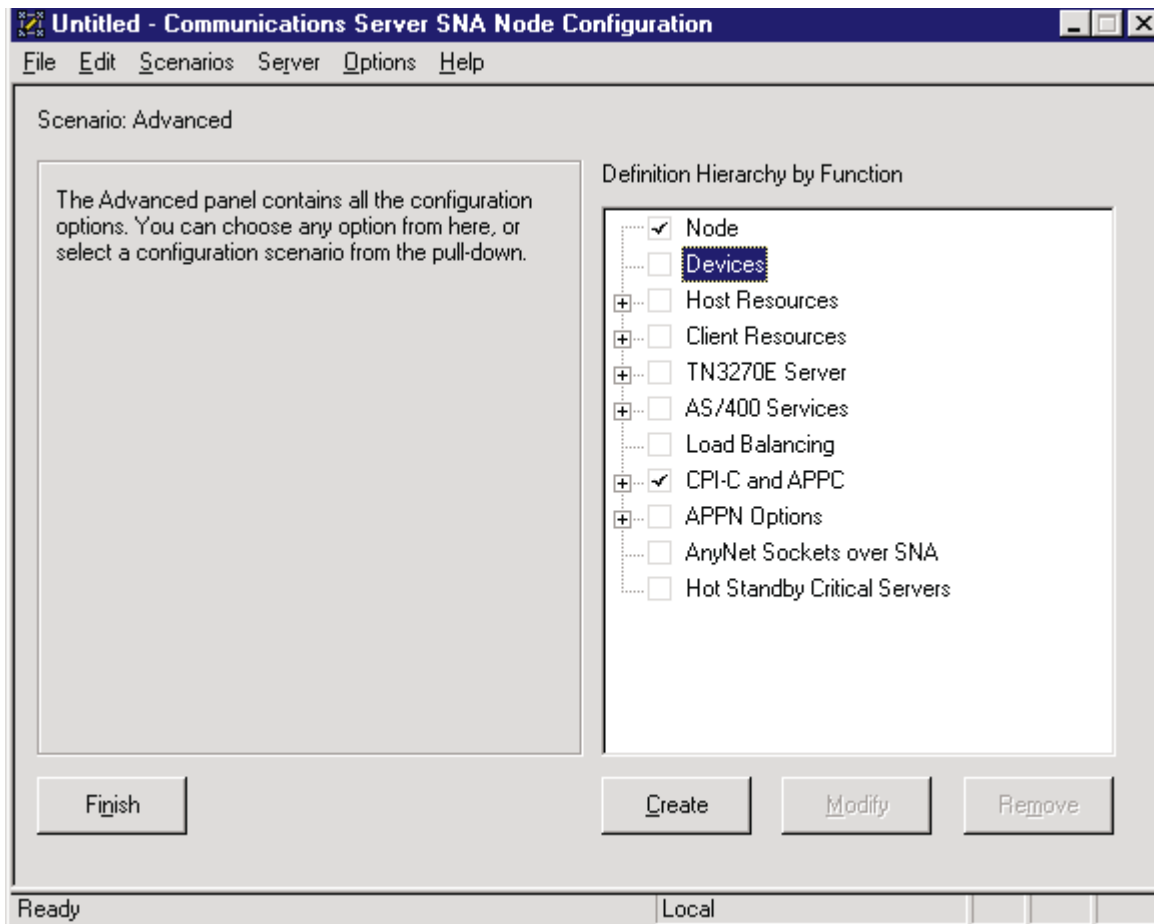 Untitled - Communications Server SNA Node Configuration
File Edit Scenarios Server Options Help
Scenario: Advanced
The Advanced panel contains all the configuration
options. You can choose any option from here, or
select a configuration scenario from the pull-down.
Definition Hierarchy by Function
Node
Devices
Host Resources
Client Resources
TN3270E Server
AS/400 Services
Load Balancing
CPI-C and APPC
APPN Options
AnyNet Sockets over SNA
Hot Standby Critical Servers
Finish
Create
Modify
Remove
Ready
Local